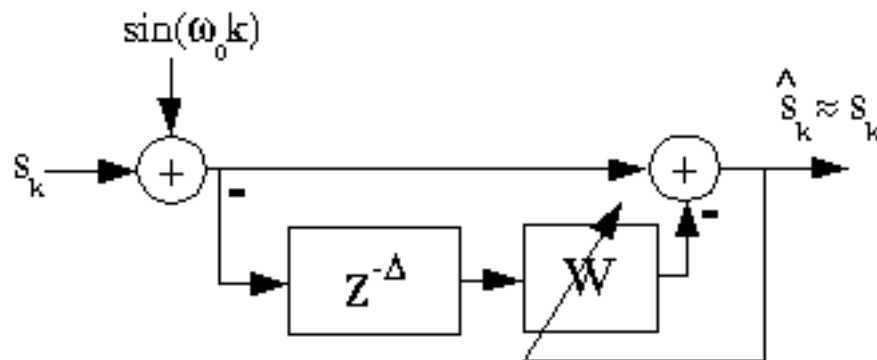 sin(ω₀k)
ŝₖ ≈ sₖ
sₖ
+
+
-
-
Z^-Δ
W